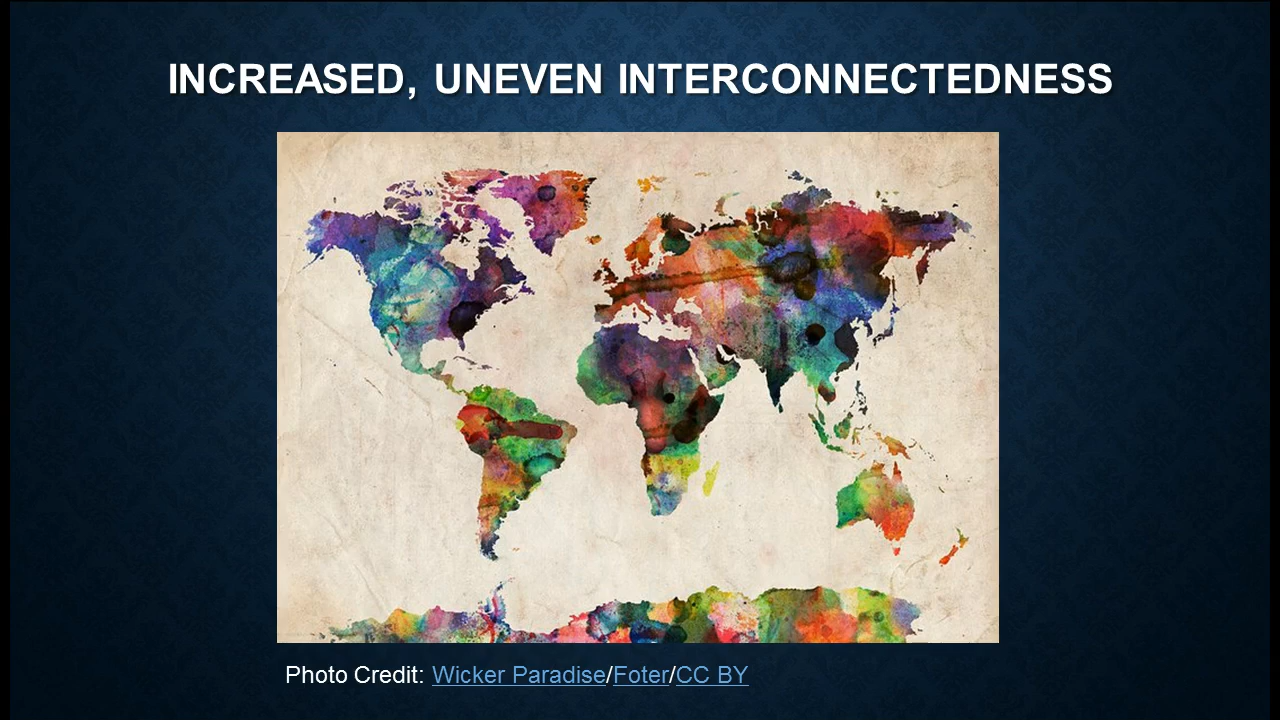 INCREASED, UNEVEN INTERCONNECTEDNESS
Photo Credit: Wicker Paradise/Foter/CC BY